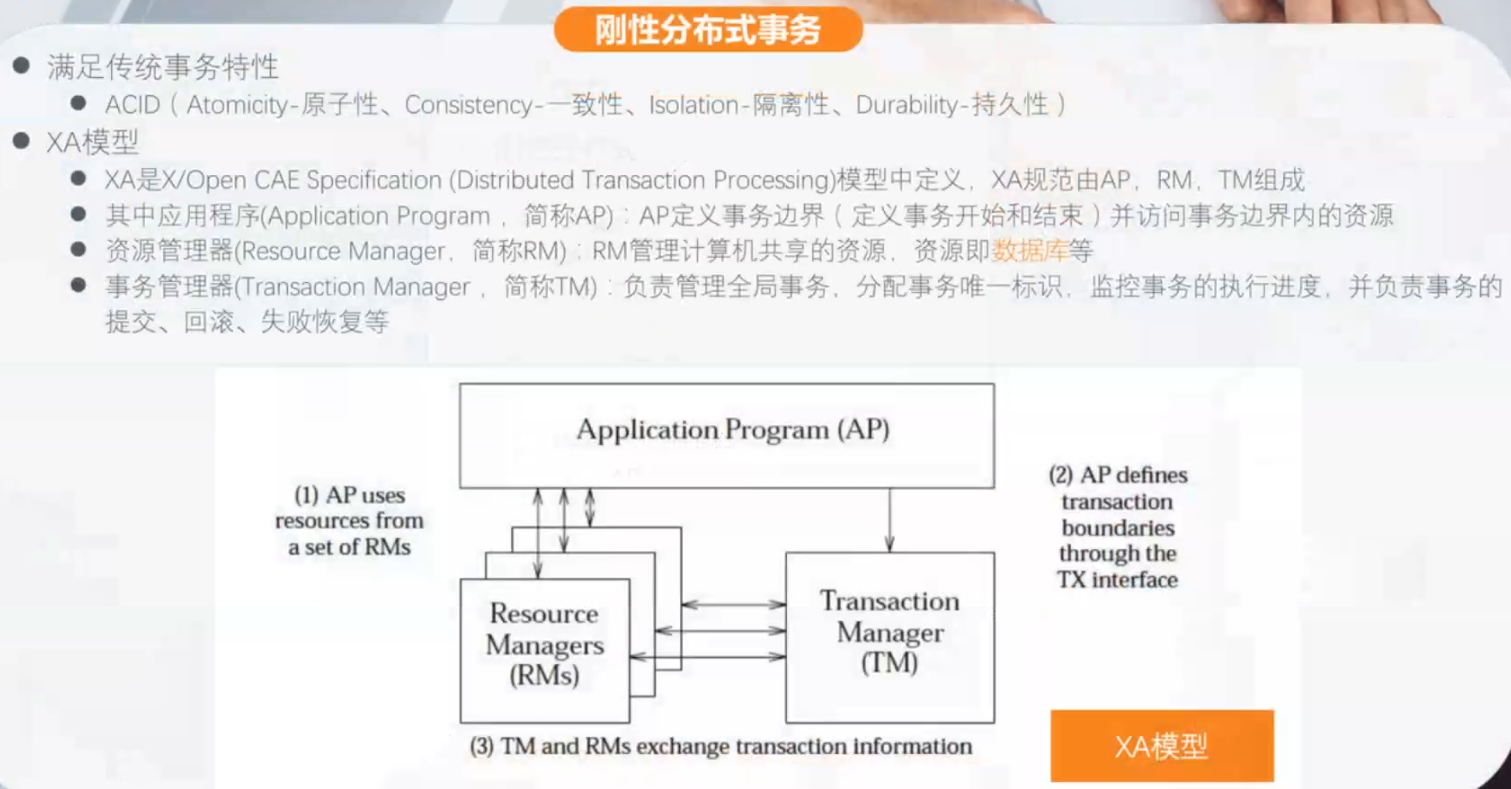 刚性分布式事务
满足传统事务特性
ACID（Atomicity-原子性、Consistency-一致性、Isolation-隔离性、Durability-持久性）
XA模型
XA是X/Open CAE Specification (Distributed Transaction Processing)模型中定义，XA规范由AP，RM，TM组成
其中应用程序(Application Program ，简称AP)：AP定义事务边界（定义事务开始和结束）并访问事务边界内的资源
资源管理器(Resource Manager，简称RM)：RM管理计算机共享的资源，资源即数据库等
事务管理器(Transaction Manager ，简称TM)：负责管理全局事务，分配事务唯一标识，监控事务的执行进度，并负责事务的
提交、回滚、失败恢复等
Application Program (AP)
(1) AP uses
resources from
a set of RMs
(2) AP defines
transaction
boundaries
through the
TX interface
Resource
Managers
(RMs)
Transaction
Manager
(TM)
(3) TM and RMs exchange transaction information
XA模型